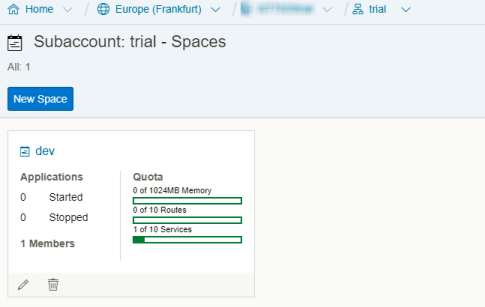 Home / Europe (Frankfurt) / / trial
Subaccount: trial - Spaces
All: 1
New Space
dev
Applications
0 Started
0 Stopped
1 Members
Quota
0 of 1024MB Memory
0 of 10 Routes
1 of 10 Services